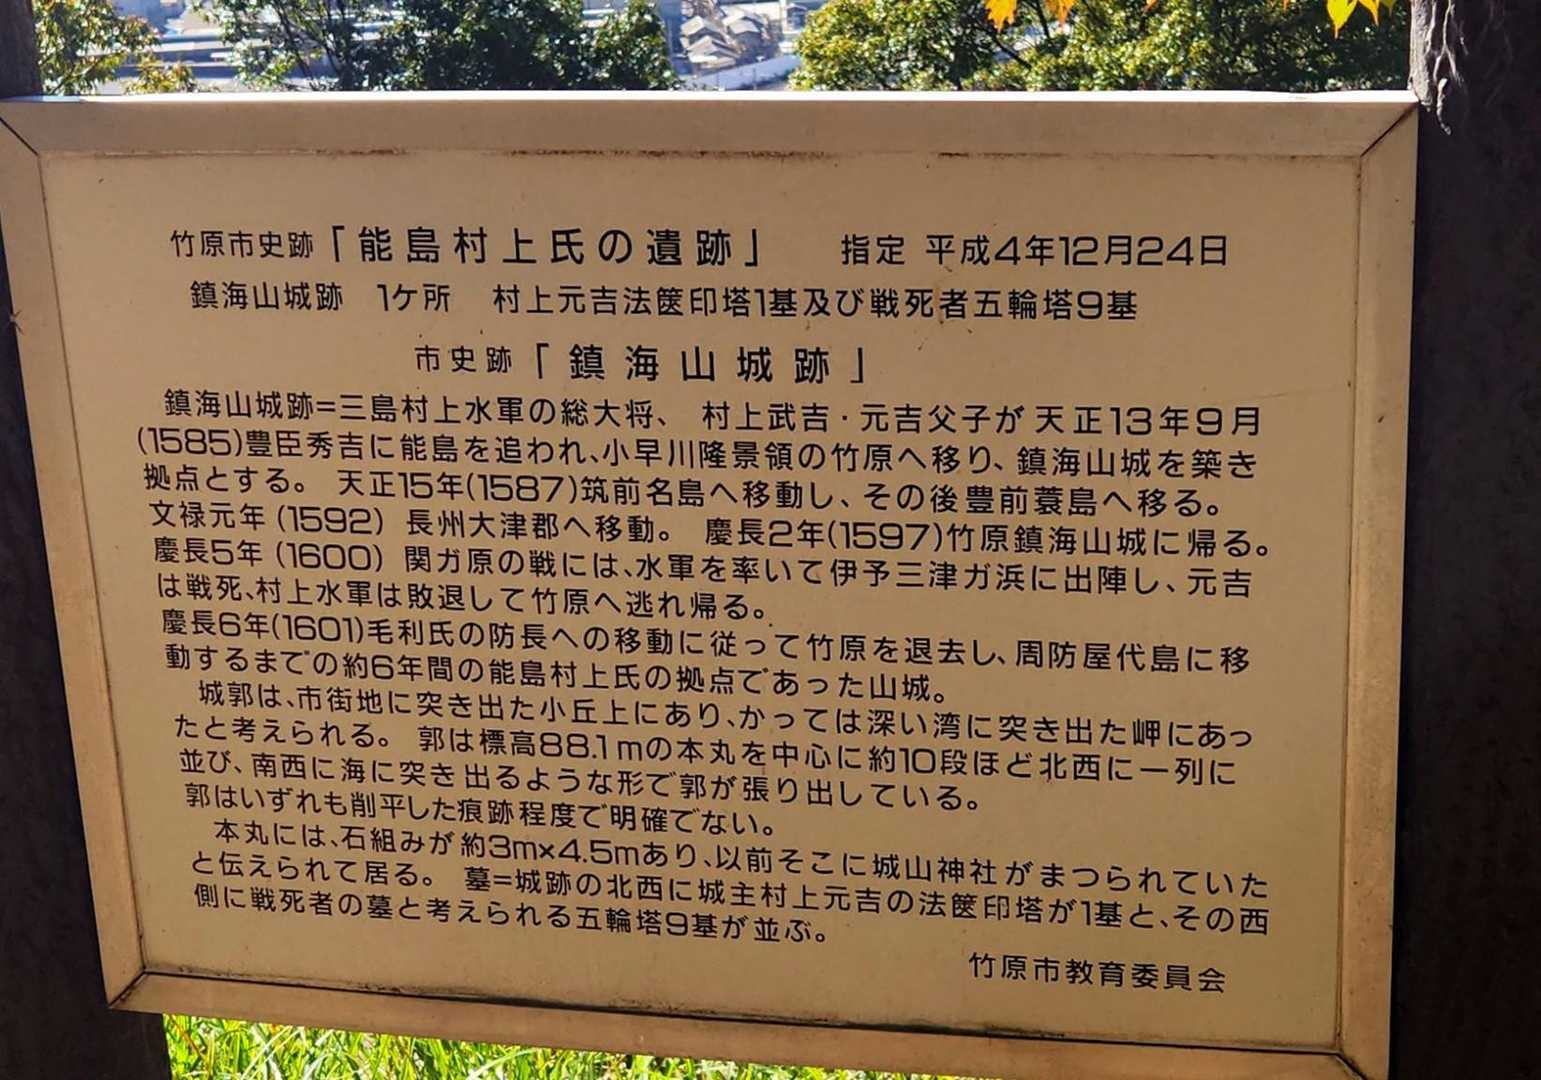 竹原市史跡「能島村上氏の遺跡」　指定 平成4年12月24日
鎮海山城跡　1ケ所　村上元吉法篋印塔1基及び戦死者五輪塔9基
市史跡「鎮海山城跡」
鎮海山城跡=三島村上水軍の総大将、 村上武吉・元吉父子が天正13年9月
(1585)豊臣秀吉に能島を追われ、小早川隆景領の竹原へ移り、鎮海山城を築き
拠点とする。 天正15年(1587)筑前名島へ移動し、その後豊前蓑島へ移る。
文禄元年(1592) 長州大津郡へ移動。 慶長2年(1597)竹原鎮海山城に帰る。
慶長5年(1600) 関ガ原の戦には、水軍を率いて伊予三津ガ浜に出陣し、元吉
は戦死、村上水軍は敗退して竹原へ逃れ帰る。
慶長6年(1601)毛利氏の防長への移動に従って竹原を退去し、周防屋代島に移
動するまでの約6年間の能島村上氏の拠点であった山城。
城郭は、市街地に突き出た小丘上にあり、かっては深い湾に突き出た岬にあっ
たと考えられる。 郭は標高88.1mの本丸を中心に約10段ほど北西に一列に
並び、南西に海に突き出るような形で郭が張り出している。
郭はいずれも削平した痕跡程度で明確でない。
本丸には、石組みが約3m×4.5mあり、以前そこに城山神社がまつられていた
と伝えられて居る。 墓=城跡の北西に城主村上元吉の法篋印塔が1基と、その西
側に戦死者の墓と考えられる五輪塔9基が並ぶ。
竹原市教育委員会